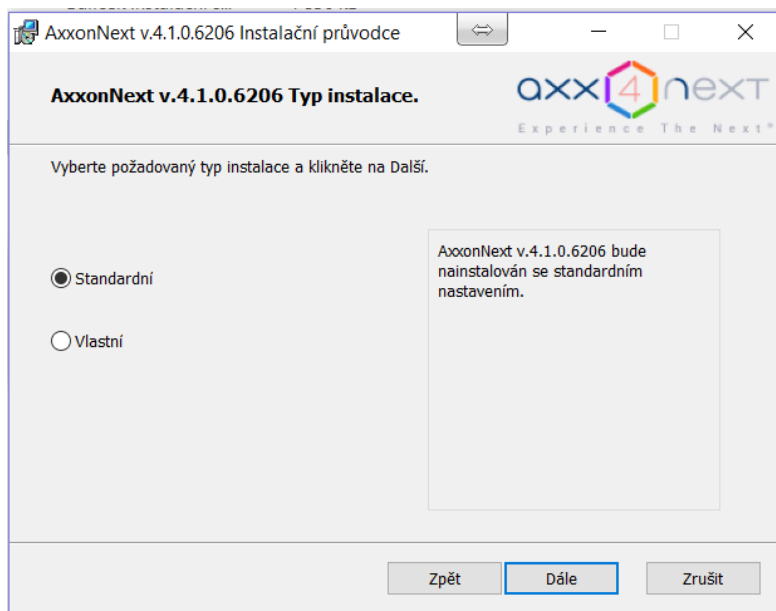 AxxonNext v.4.1.0.6206 Instalační průvodce
AxxonNext v.4.1.0.6206 Typ instalace.
axx4next
Experience The Next®
Vyberte požadovaný typ instalace a klikněte na Další.
Standardní
AxxonNext v.4.1.0.6206 bude
nainstalován se standardním
nastavením.
Vlastní
Zpět
Dále
Zrušit